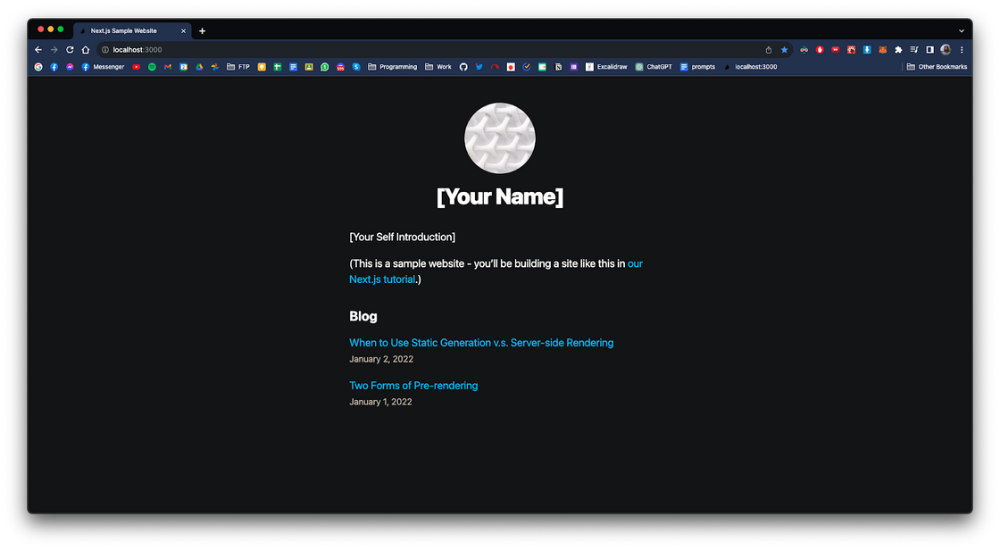 Next.js Sample Website
localhost:3000
Messenger
FTP
Programming
Work
Excalidraw
ChatGPT
prompts
localhost:3000
Other Bookmarks
[Your Name]
[Your Self Introduction]
(This is a sample website - you’ll be building a site like this in our
Next.js tutorial.)
Blog
When to Use Static Generation v.s. Server-side Rendering
January 2, 2022
Two Forms of Pre-rendering
January 1, 2022